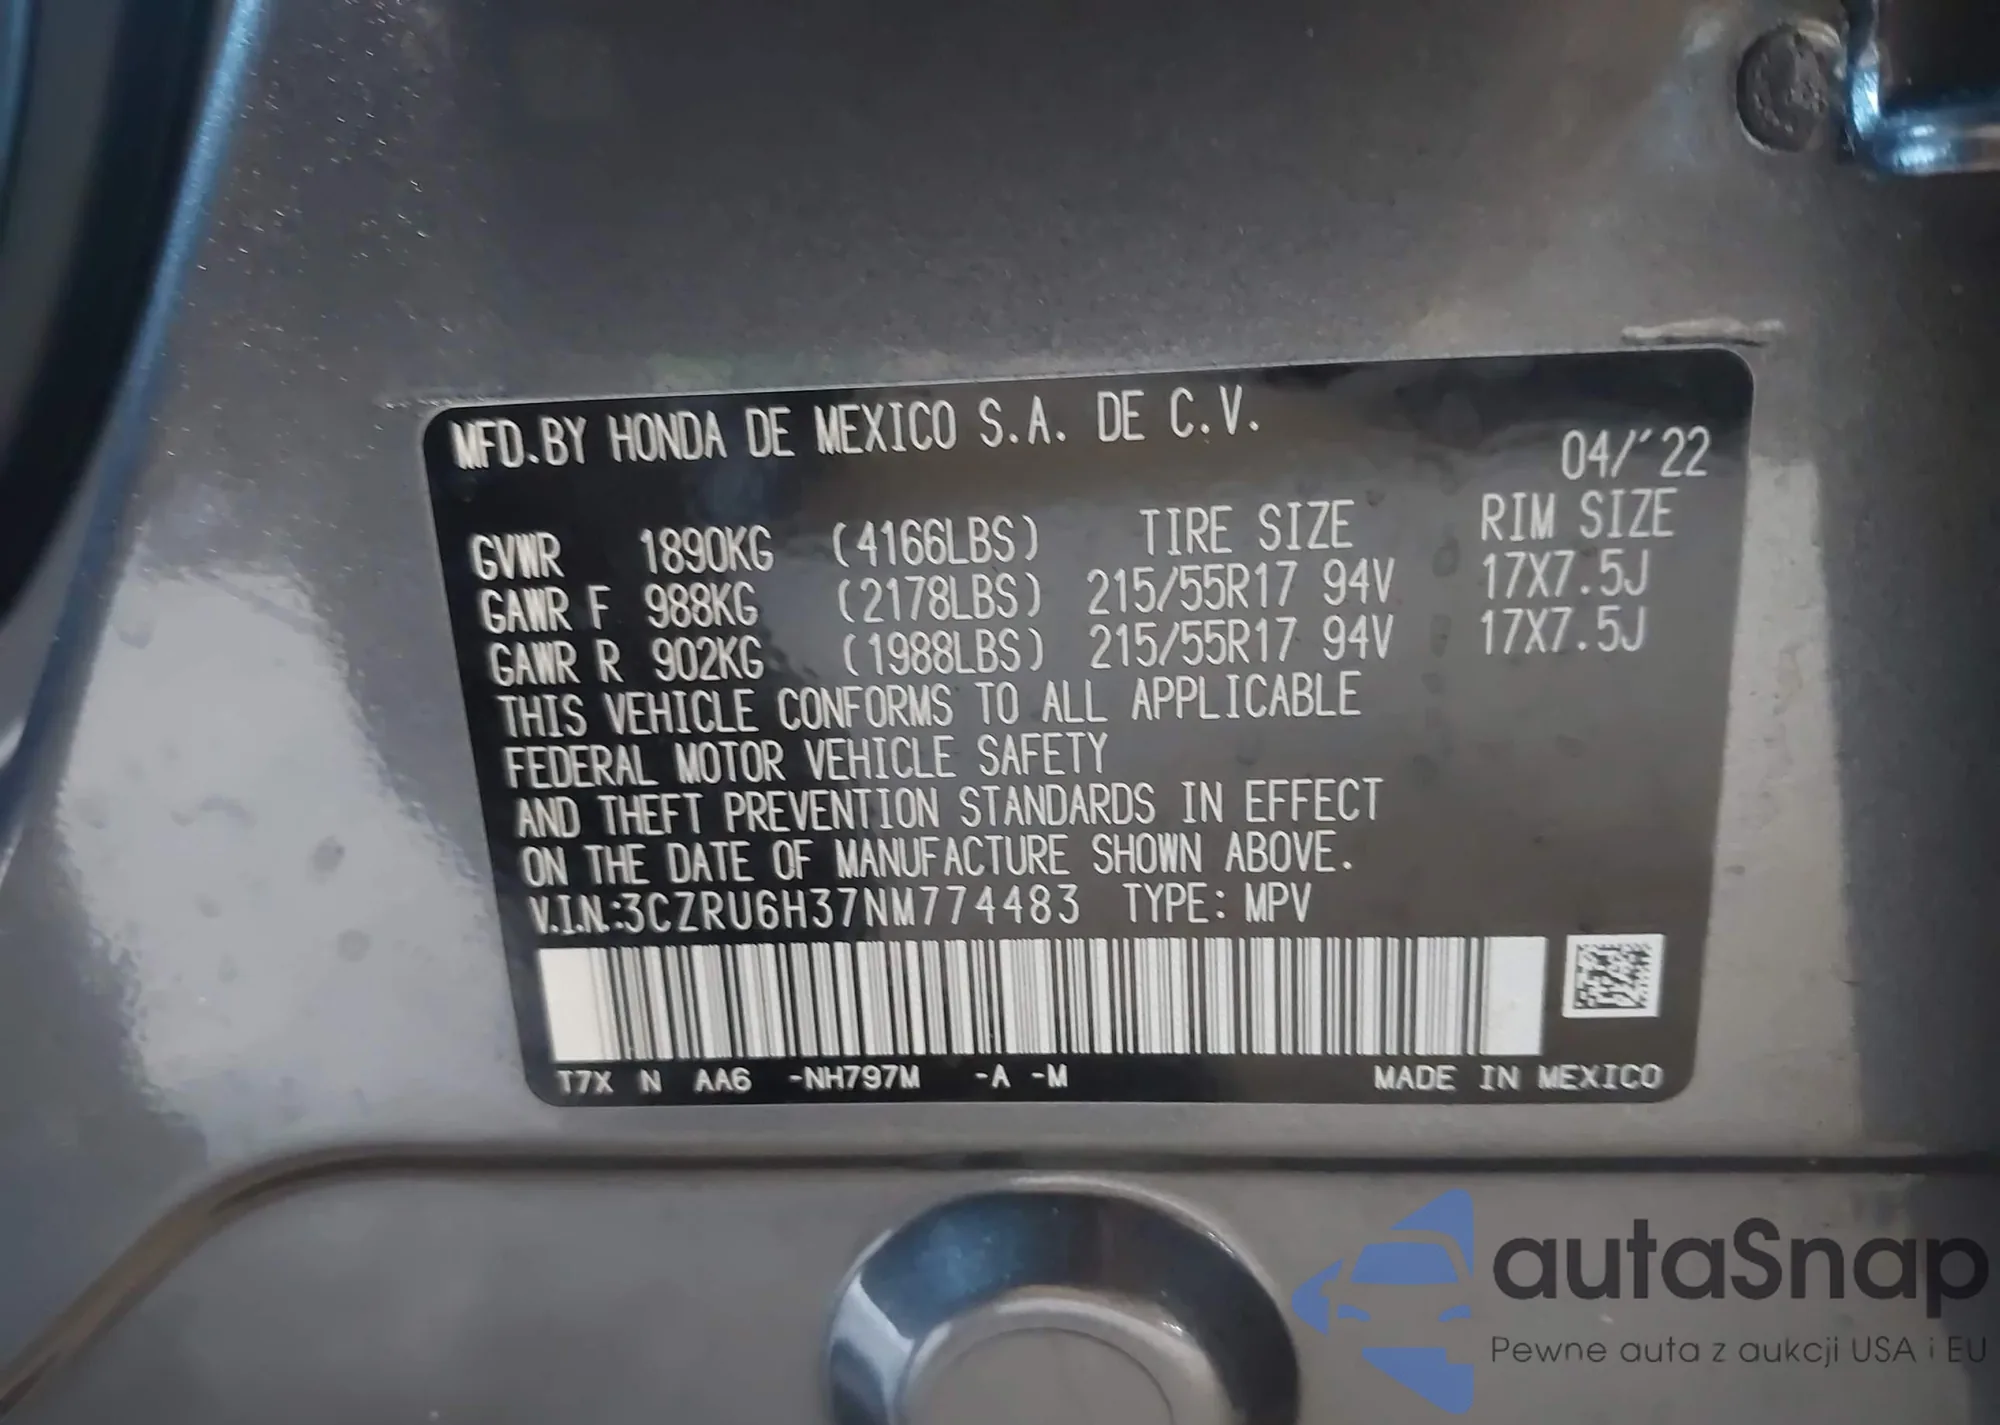 MFD.BY HONDA DE MEXICO S.A. DE C.V.
04/'22
GVWR 1890KG (4166LBS) TIRE SIZE RIM SIZE
GAWR F 988KG (2178LBS) 215/55R17 94V 17X7.5J
GAWR R 902KG (1988LBS) 215/55R17 94V 17X7.5J
THIS VEHICLE CONFORMS TO ALL APPLICABLE
FEDERAL MOTOR VEHICLE SAFETY
AND THEFT PREVENTION STANDARDS IN EFFECT
ON THE DATE OF MANUFACTURE SHOWN ABOVE.
V.I.N.:3CZRU6H37NM774483 TYPE: MPV
T7X N AA6 -NH797M -A -M MADE IN MEXICO
autaSnap
Pewne auta z aukcji USA i EU